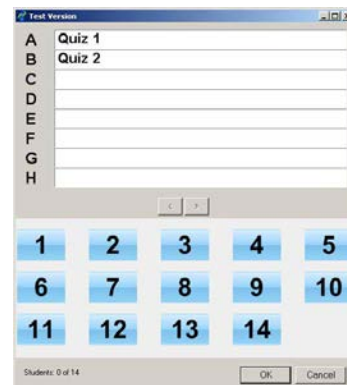 Test Version
A Quiz 1
B Quiz 2
C
D
E
F
G
H
< >
1 2 3 4 5
6 7 8 9 10
11 12 13 14
Students: 0 of 14 OK Cancel